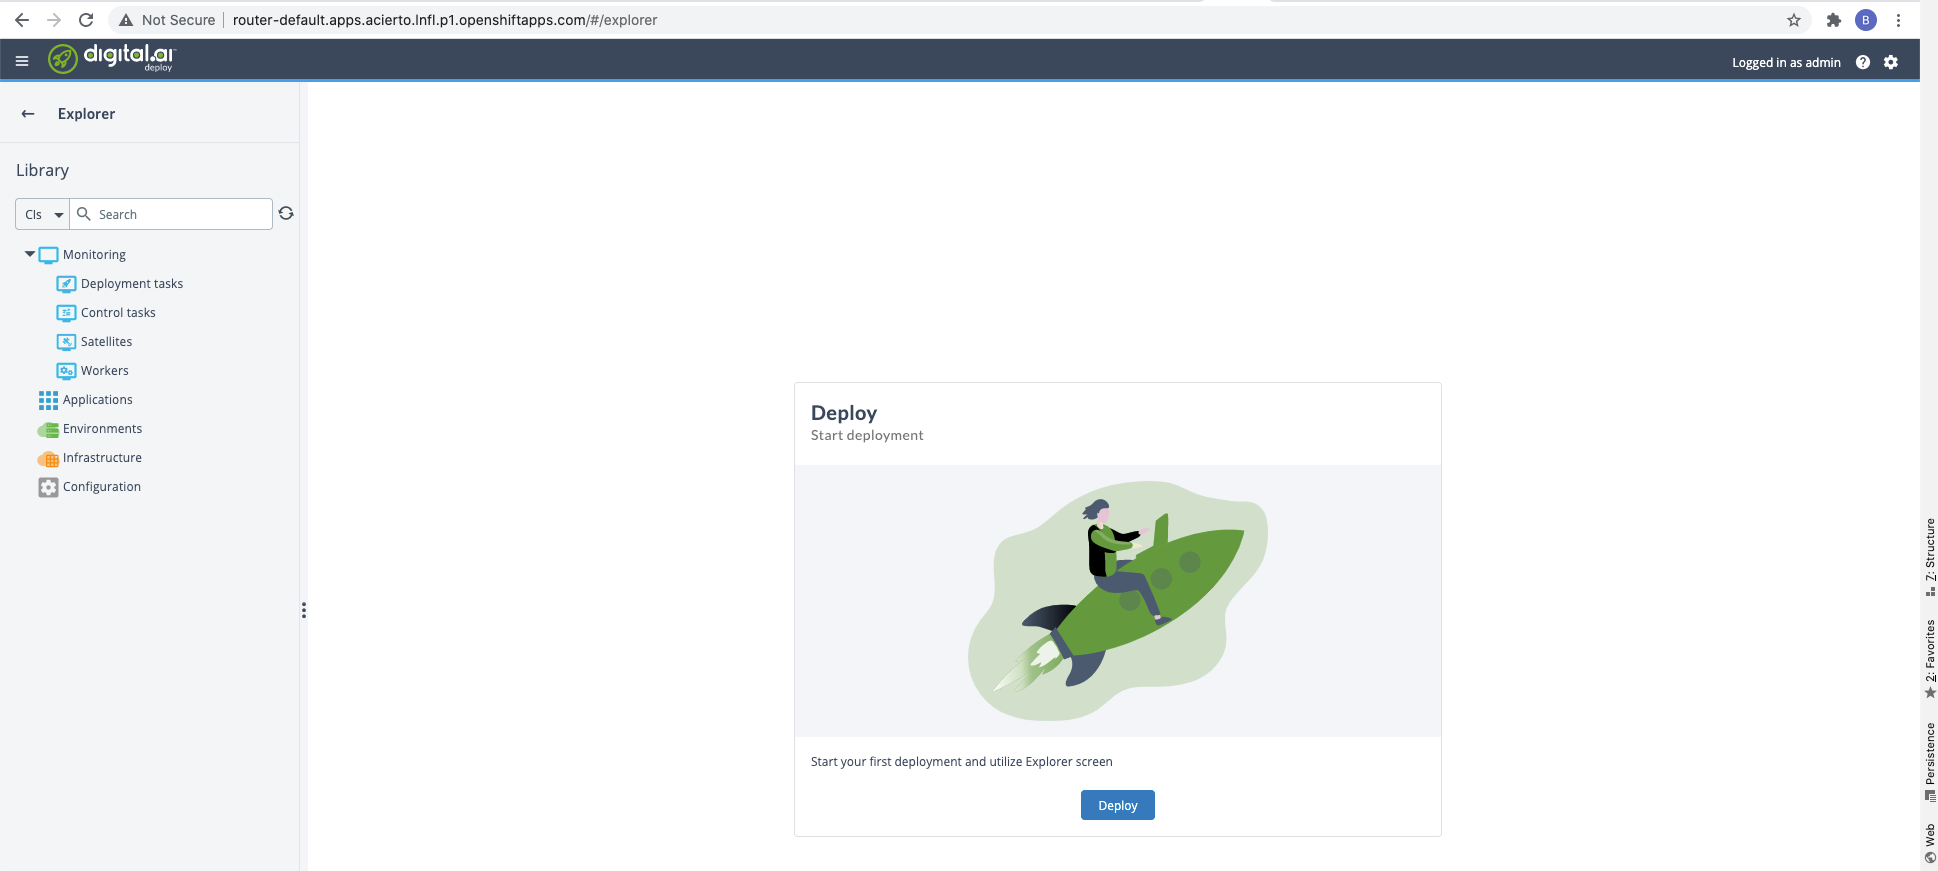 Not Secure
router-default.apps.acierto.lnfl.p1.openshiftapps.com/#/explorer
B
digital.ai
deploy
Logged in as admin
?
Explorer
Library
CIs
Search
Monitoring
Deployment tasks
Control tasks
Satellites
Workers
Applications
Environments
Infrastructure
Configuration
Deploy
Start deployment
Start your first deployment and utilize Explorer screen
Deploy
Z: Structure
2: Favorites
Persistence
Web